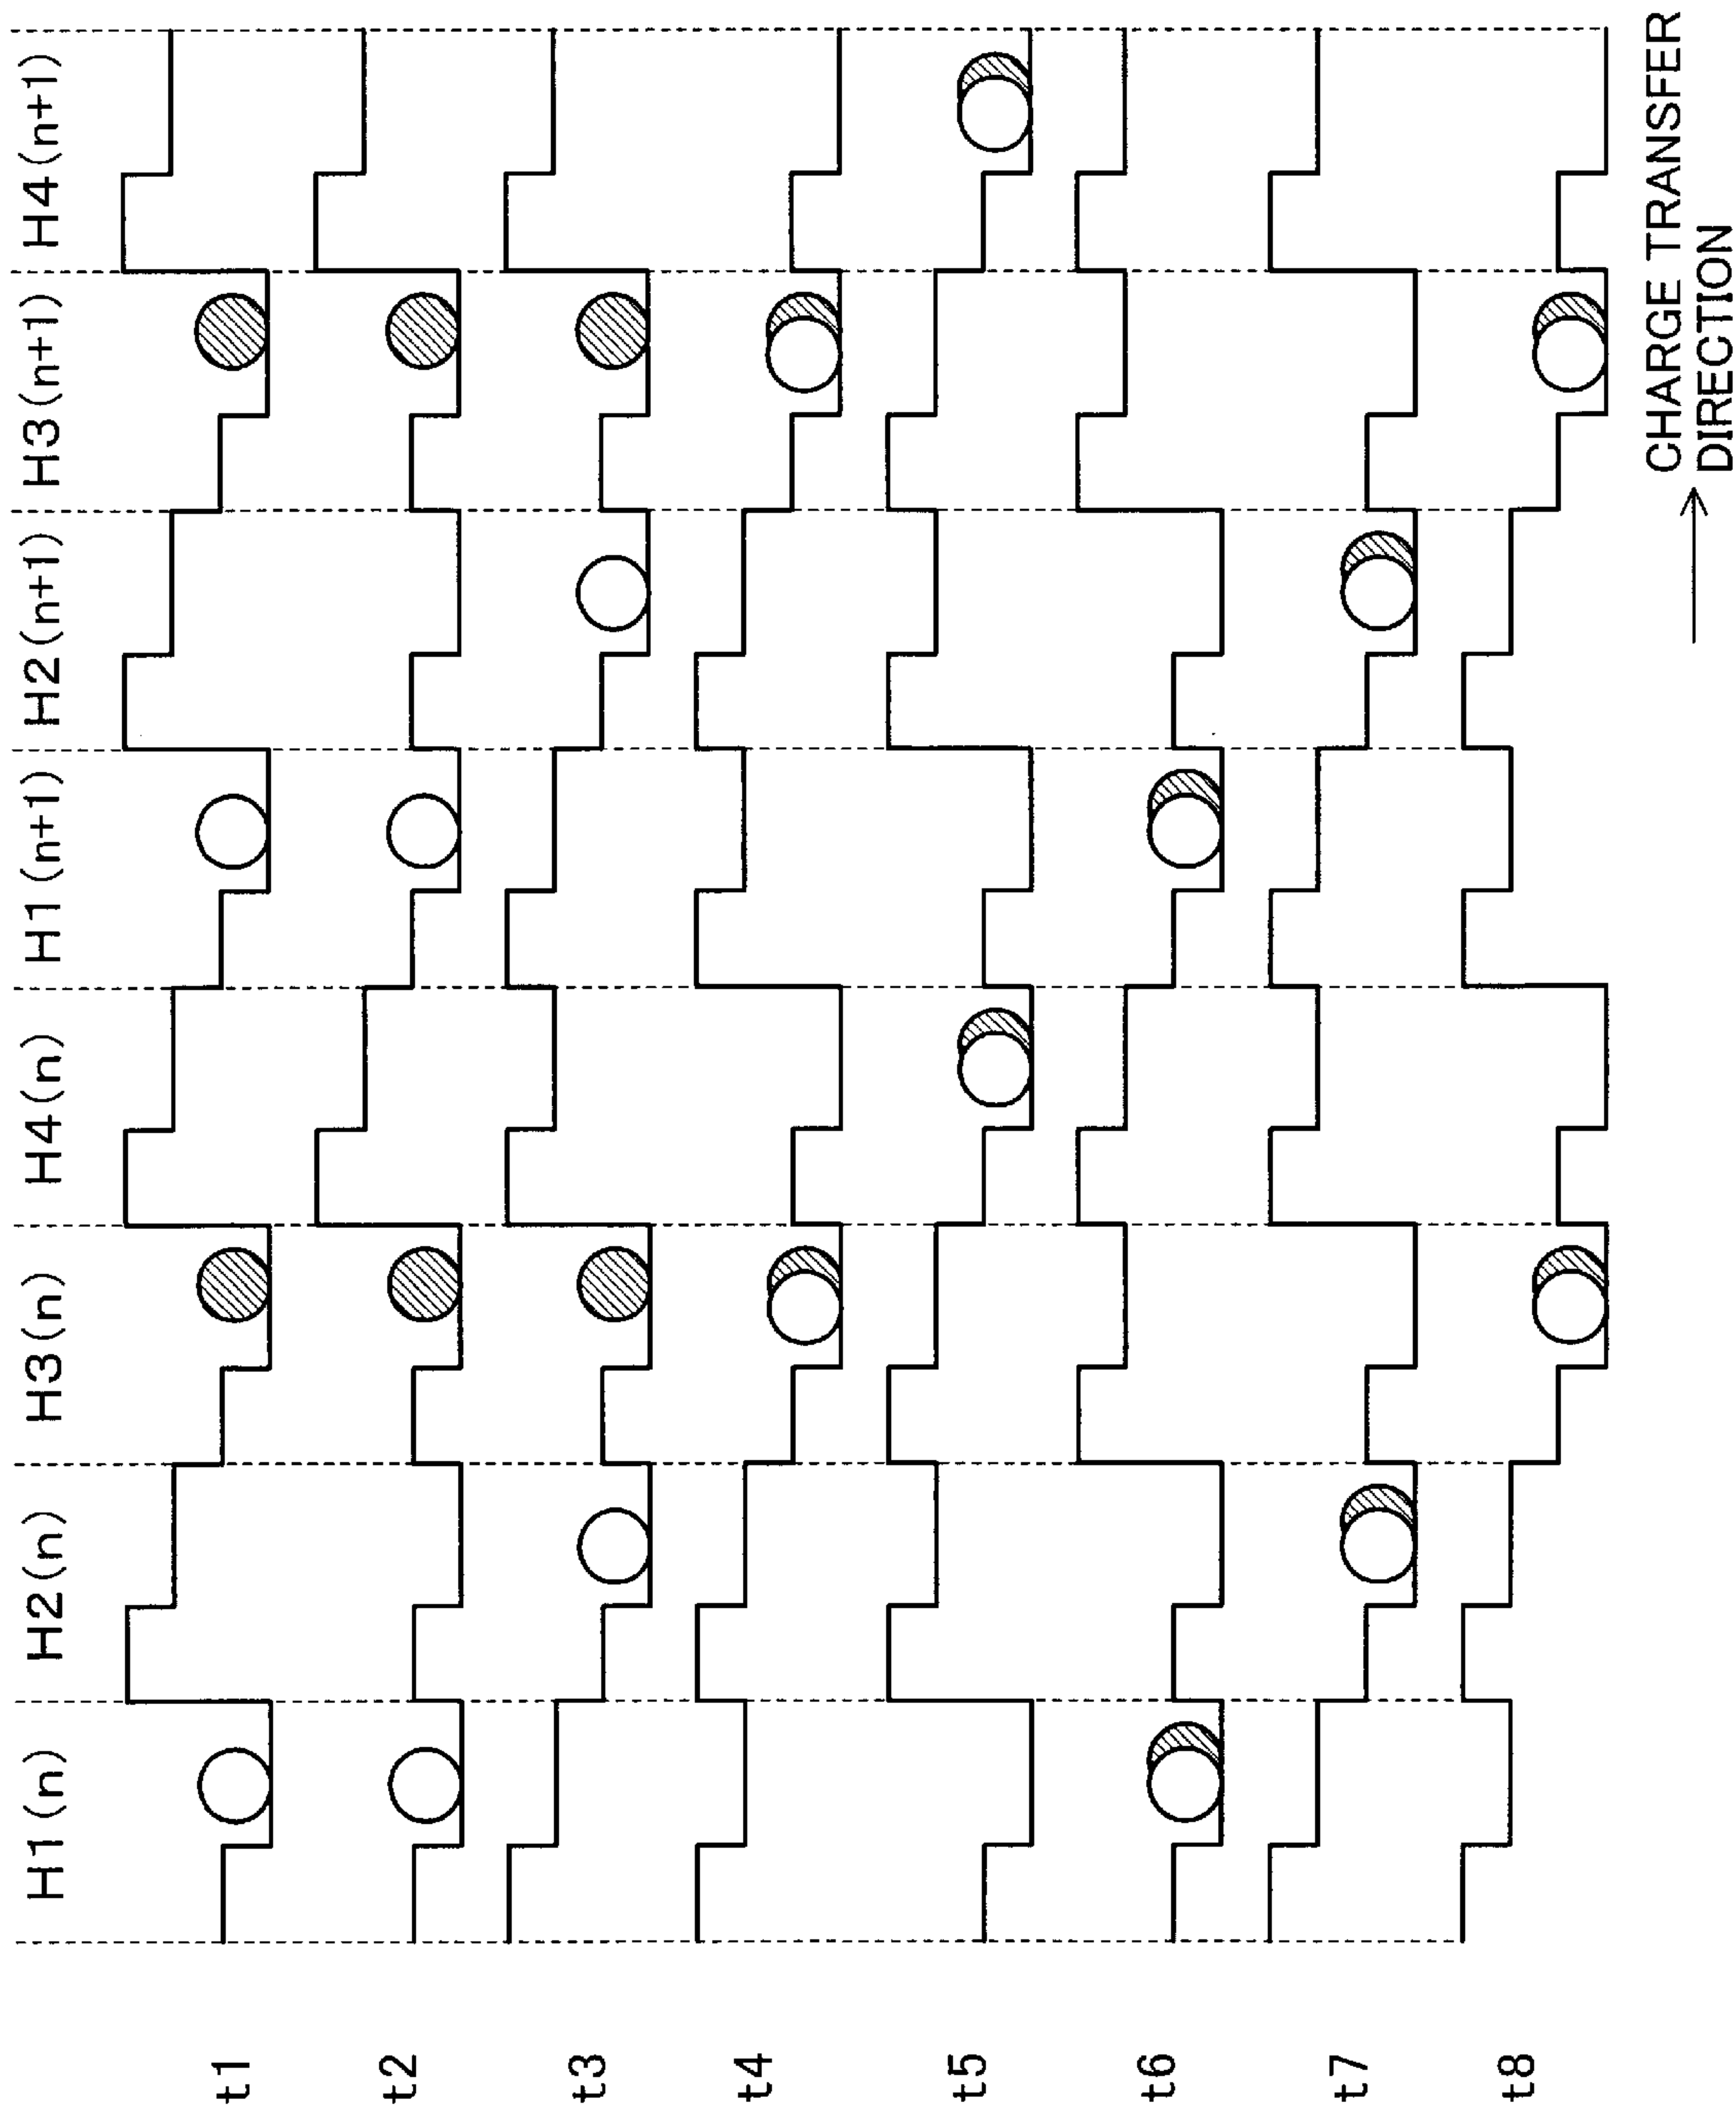 H1(n) H2(n) H3(n) H4(n) H1(n+1) H2(n+1) H3(n+1) H4(n+1)
t1
t2
t3
t4
t5
t6
t7
t8
CHARGE TRANSFER
DIRECTION